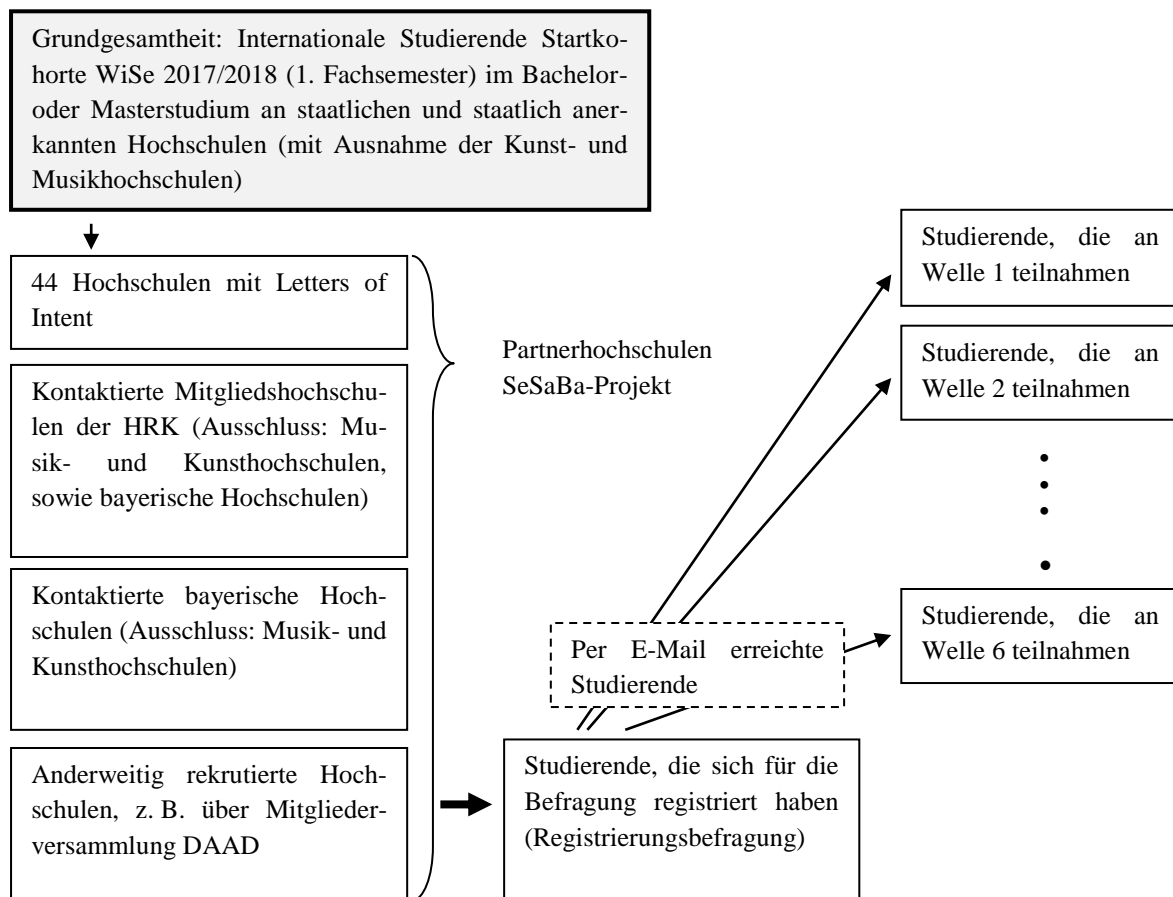 Grundgesamtheit: Internationale Studierende Startko-
horte WiSe 2017/2018 (1. Fachsemester) im Bachelor-
oder Masterstudium an staatlichen und staatlich aner-
kannten Hochschulen (mit Ausnahme der Kunst- und
Musikhochschulen)
44 Hochschulen mit Letters of
Intent
Kontaktierte Mitgliedshochschu-
len der HRK (Ausschluss: Mu-
sik- und Kunsthochschulen,
sowie bayerische Hochschulen)
Kontaktierte bayerische Hoch-
schulen (Ausschluss: Musik- und
Kunsthochschulen)
Anderweitig rekrutierte Hoch-
schulen, z. B. über Mitglieder-
versammlung DAAD
Partnerhochschulen
SeSaBa-Projekt
Studierende, die sich für die
Befragung registriert haben
(Registrierungsbefragung)
Per E-Mail erreichte
Studierende
Studierende, die an
Welle 1 teilnahmen
Studierende, die an
Welle 2 teilnahmen
Studierende, die an
Welle 6 teilnahmen